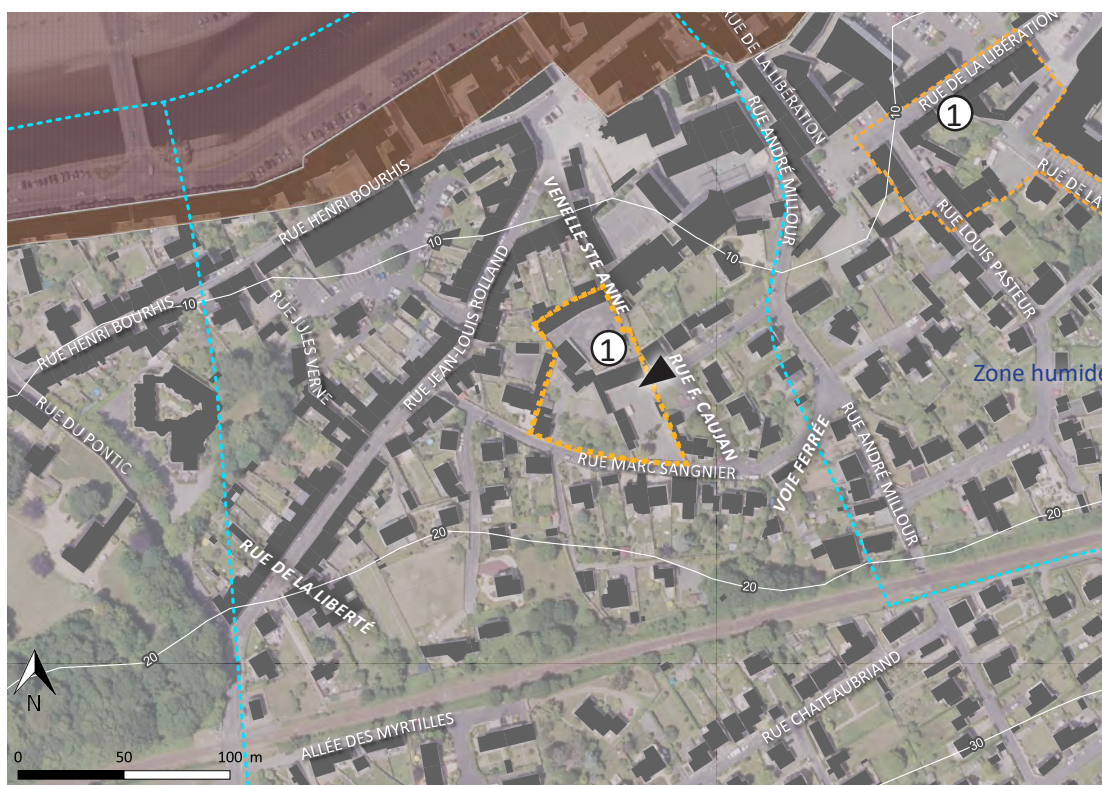 RUE DE LA LIBÉRATION
RUE DE LA LIBÉRATION
1
10
RUE ANDRÉ MILLOUR
RUE DE LA
VENELLE STE ANNE
RUE HENRI BOURHIS
RUE LOUIS PASTEUR
10
10
RUE JEAN-LOUIS ROLLAND
RUE HENRI BOURHIS
10
RUE JULES VERNE
1
RUE F. CAUJAN
Zone humide
RUE DU PONTIC
RUE ANDRÉ MILLOUR
VOIE FERRÉE
RUE MARC SANGNIER
20
20
20
RUE DE LA LIBERTÉ
20
N
RUE CHATEAUBRIAND
ALLÉE DES MYRTILLES
30
0 50 100 m